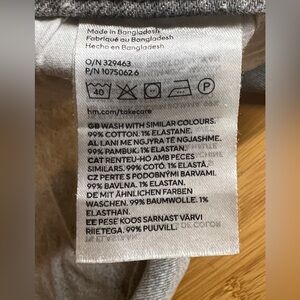 Made in Bangladesh
Fabriqué au Bangladesh
Hecho en Bangladesh
O/N 329463
P/N 1075062 6
40
P
hm.com/takecare
GB WASH WITH SIMILAR COLOURS.
99% COTTON. 1% ELASTANE.
AL I LANI ME NGJYRA TË NGJASHME.
99% PAMBUK. 1% ELASTAN.
CAT RENTEU-HO AMB PECES
SIMILARS. 99% COTÓ. 1% ELASTÀ.
CZ PERTE S PODOBNÝMI BARVAMI.
99% BAVLNA. 1% ELASTAN.
DE MIT ÄHNLICHEN FARBEN
WASCHEN. 99% BAUMWOLLE. 1%
ELASTHAN.
EE PESE KOOS SARNAST VÄRVI
RIIETEGA. 99% PUUVILL.